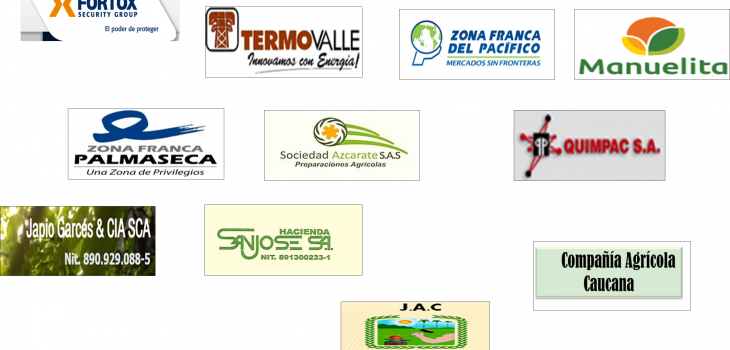 FORTOX
SECURITY GROUP
El poder de proteger
TERMOVALLE
Innovamos con Energía!
ZONA FRANCA
DEL PACÍFICO
MERCADOS SIN FRONTERAS
Manuelita
ZONA FRANCA
PALMASECA
Una Zona de Privilegios
Sociedad Azcarate S.A.S
Preparaciones Agrícolas
QUIMPAC S.A.
Japio Garcés & CIA SCA
Nit. 890.929.088-5
HACIENDA
SANJOSE S.A.
NIT. 891300233-1
Compañía Agrícola
Caucana
J.A.C